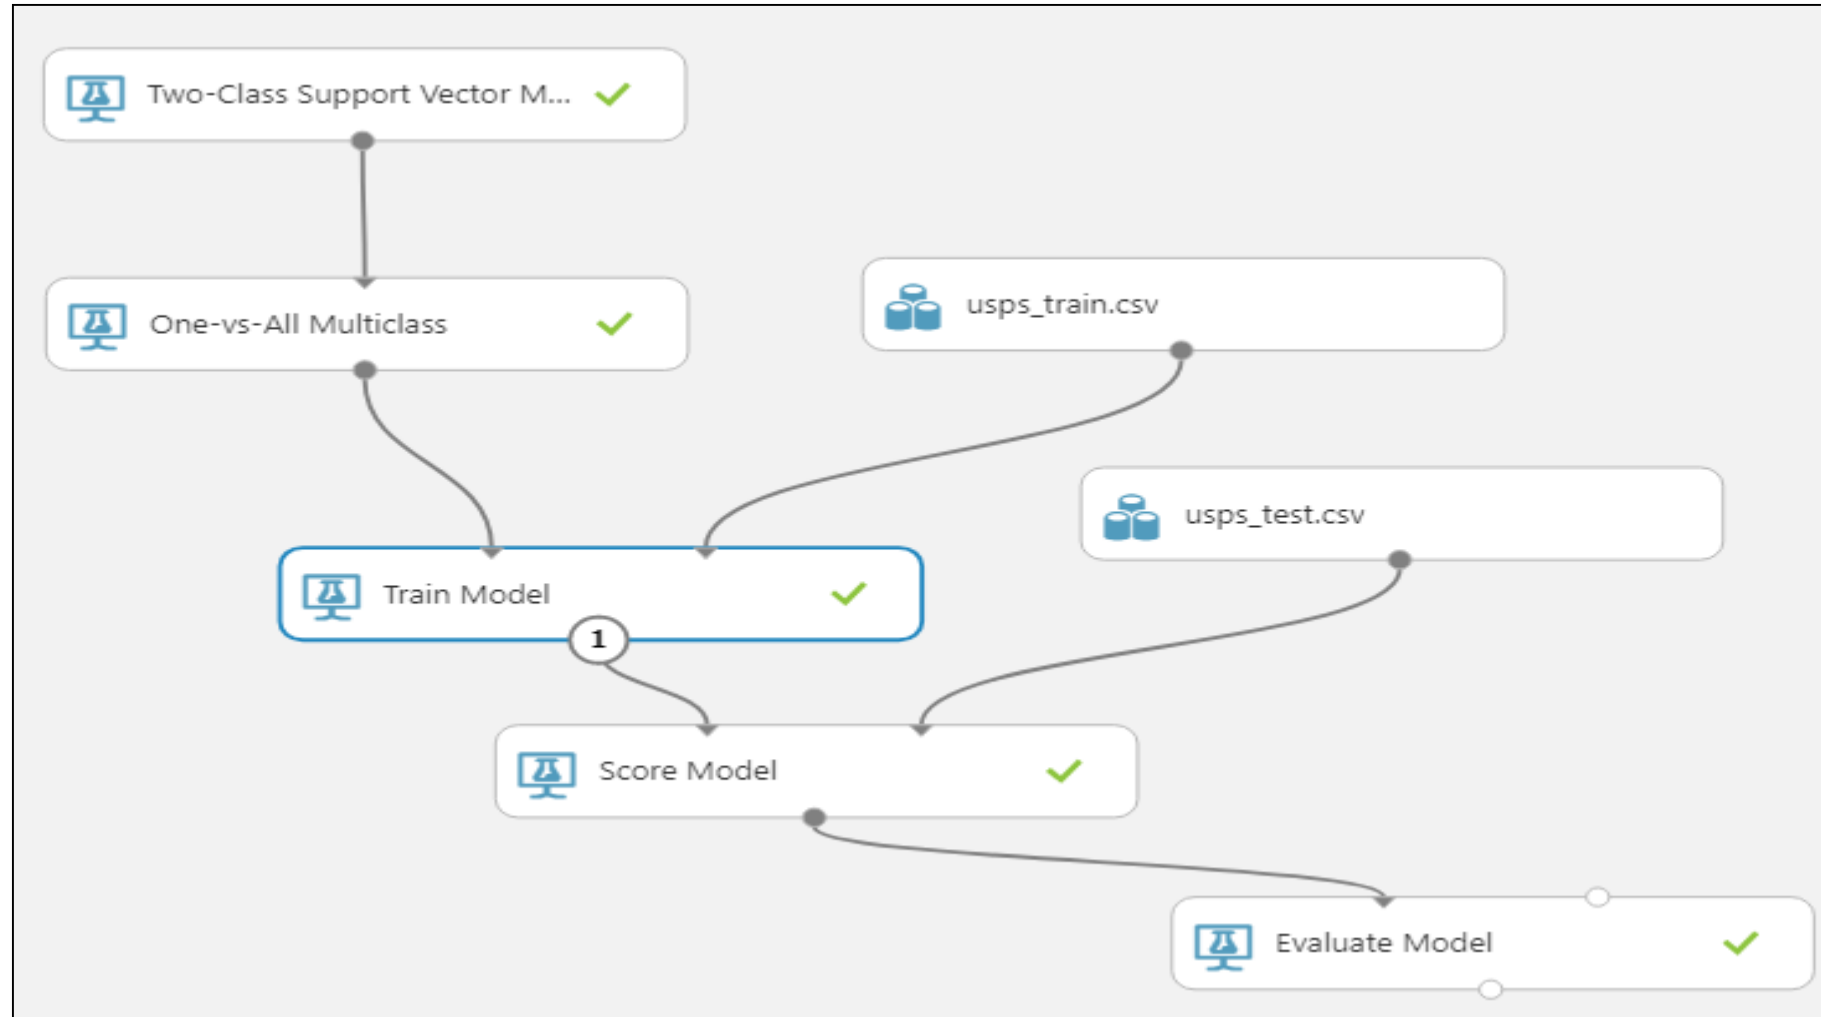 Two-Class Support Vector M...
One-vs-All Multiclass
usps_train.csv
usps_test.csv
Train Model
1
Score Model
Evaluate Model